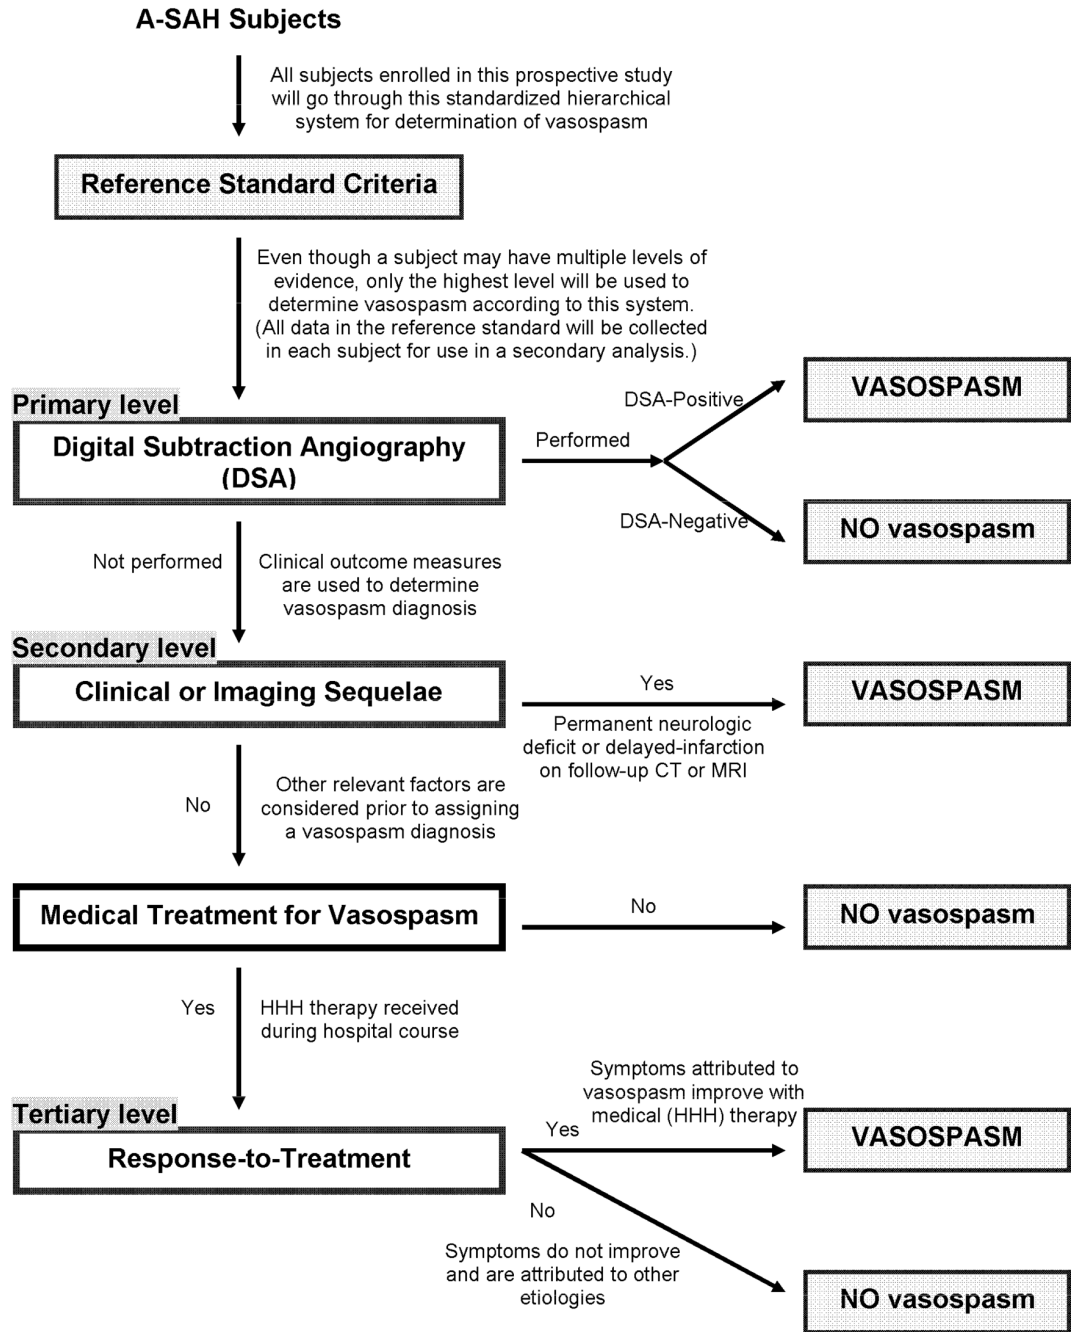 A-SAH Subjects
All subjects enrolled in this prospective study
will go through this standardized hierarchical
system for determination of vasospasm
Reference Standard Criteria
Even though a subject may have multiple levels of
evidence, only the highest level will be used to
determine vasospasm according to this system.
(All data in the reference standard will be collected
in each subject for use in a secondary analysis.)
Primary level
Digital Subtraction Angiography
(DSA)
Performed
DSA-Positive
VASOSPASM
DSA-Negative
NO vasospasm
Not performed
Clinical outcome measures
are used to determine
vasospasm diagnosis
Secondary level
Clinical or Imaging Sequelae
Yes
Permanent neurologic
deficit or delayed-infarction
on follow-up CT or MRI
VASOSPASM
No
Other relevant factors are
considered prior to assigning
a vasospasm diagnosis
Medical Treatment for Vasospasm
No
NO vasospasm
Yes
HHH therapy received
during hospital course
Tertiary level
Response-to-Treatment
Symptoms attributed to
vasospasm improve with
medical (HHH) therapy
Yes
VASOSPASM
No
Symptoms do not improve
and are attributed to other
etiologies
NO vasospasm